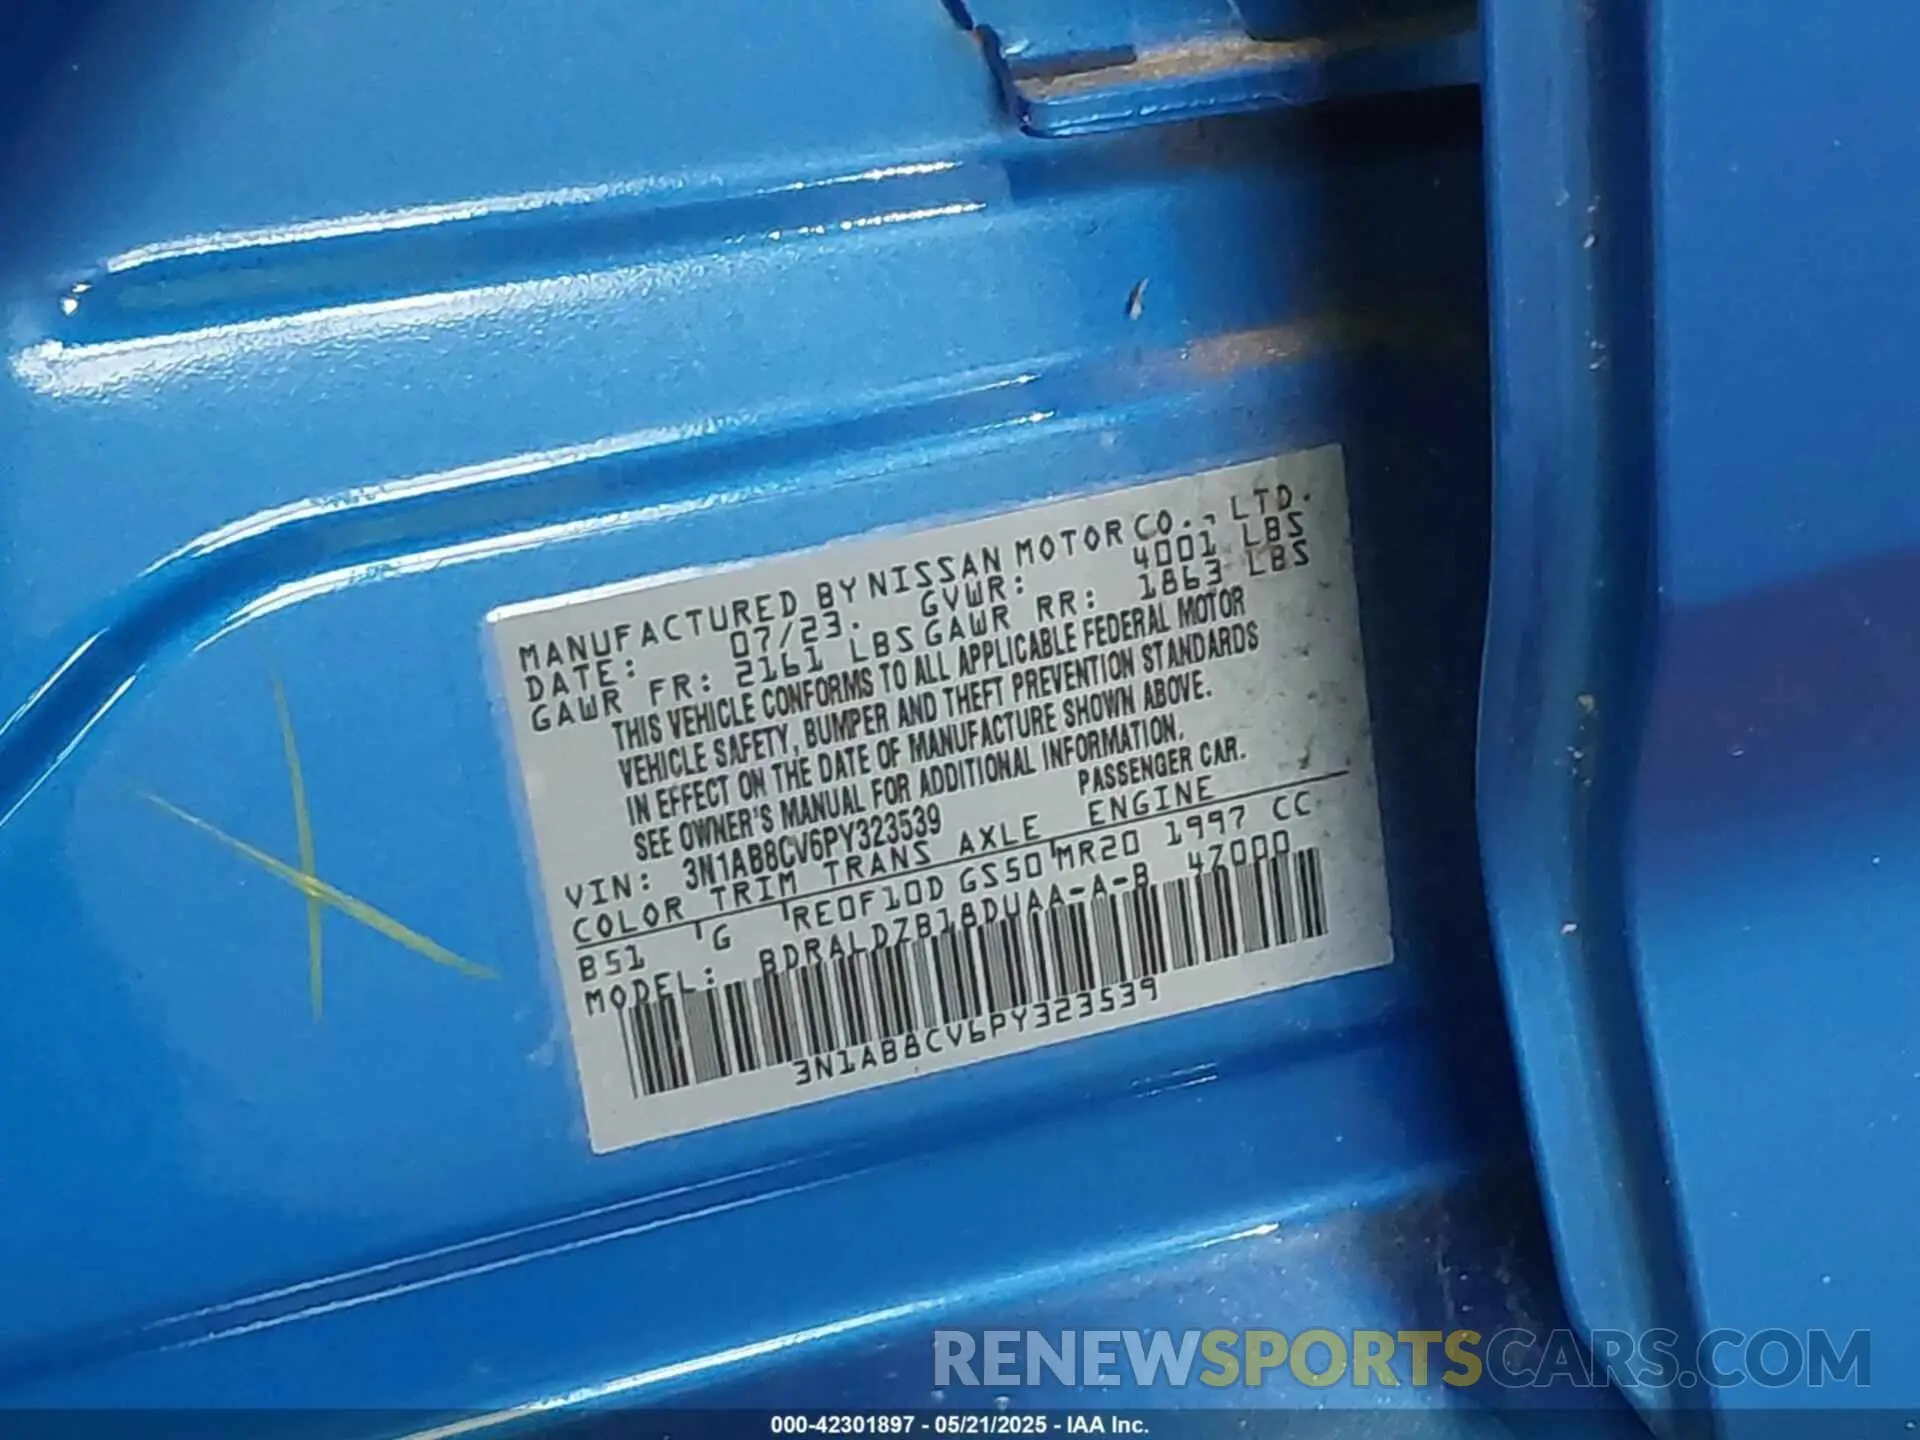 MANUFACTURED BY NISSAN MOTOR CO., LTD.
DATE: 07/23. GVWR: 4001 LBS
GAWR FR: 2161 LBS GAWR RR: 1863 LBS
THIS VEHICLE CONFORMS TO ALL APPLICABLE FEDERAL MOTOR
VEHICLE SAFETY, BUMPER AND THEFT PREVENTION STANDARDS
IN EFFECT ON THE DATE OF MANUFACTURE SHOWN ABOVE.
SEE OWNER'S MANUAL FOR ADDITIONAL INFORMATION.
VIN: 3N1AB8CV6PY323539 PASSENGER CAR.
COLOR TRIM TRANS AXLE ENGINE
B51 G RE0F10D GS50 MR20 1997 CC
MODEL: BDRALDZB18DUAA-A-B 47000
3N1AB8CV6PY323539
RENEWSPORTSCARS.COM
000-42301897 - 05/21/2025 - IAA Inc.